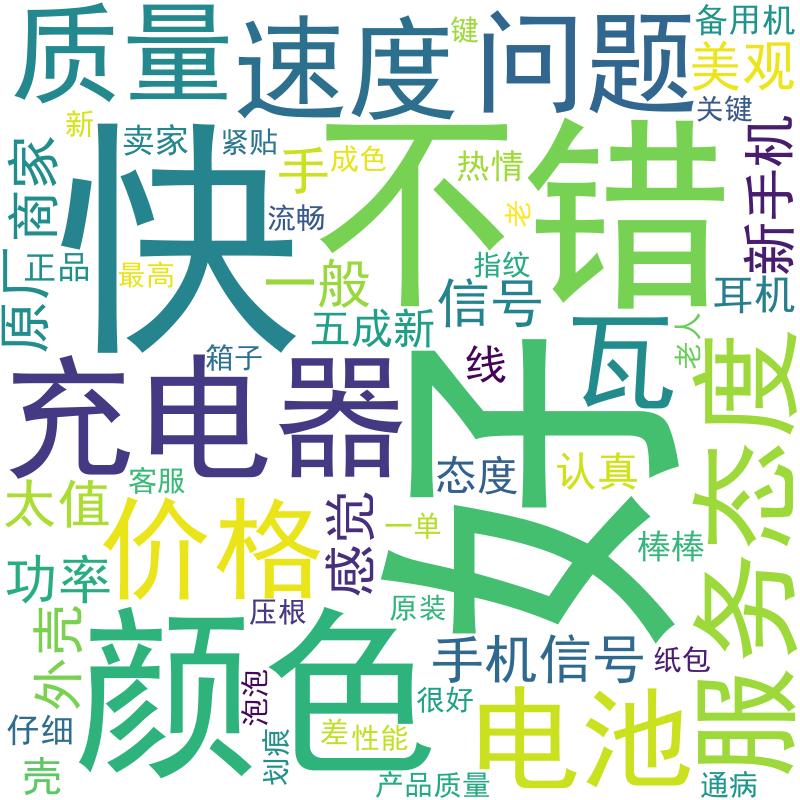 质量
速度
键
问题
备用机
美观
关键
新
卖家
紧贴
手
成色
热情
快
不错
商家
原厂
正品
最高
流畅
老
新手机
一般
指纹
信号
耳机
五成新
瓦
老人
箱子
线
充电器
好
服务态度
太值
客服
价格
感觉
一单
态度
认真
棒棒
功率
压根
原装
外壳
颜色
手机信号
纸包
仔细
泡泡
很好
电池
壳
划痕
差
性能
产品质量
通病